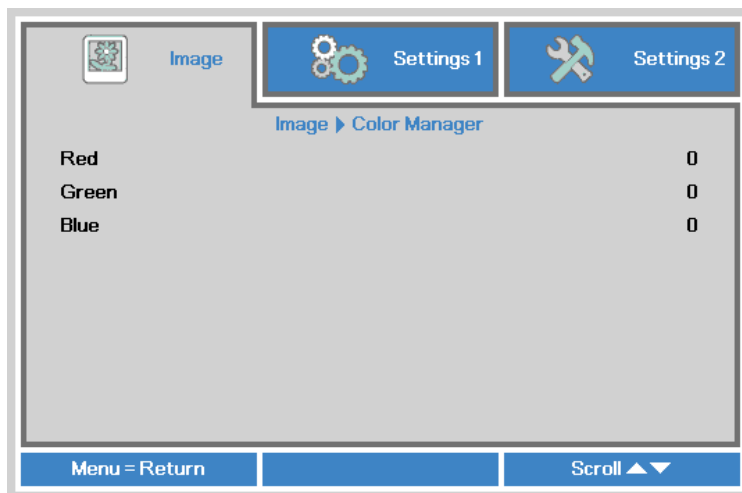 Image Settings 1 Settings 2
Image Color Manager
Red 0
Green 0
Blue 0
Menu = Return Scroll